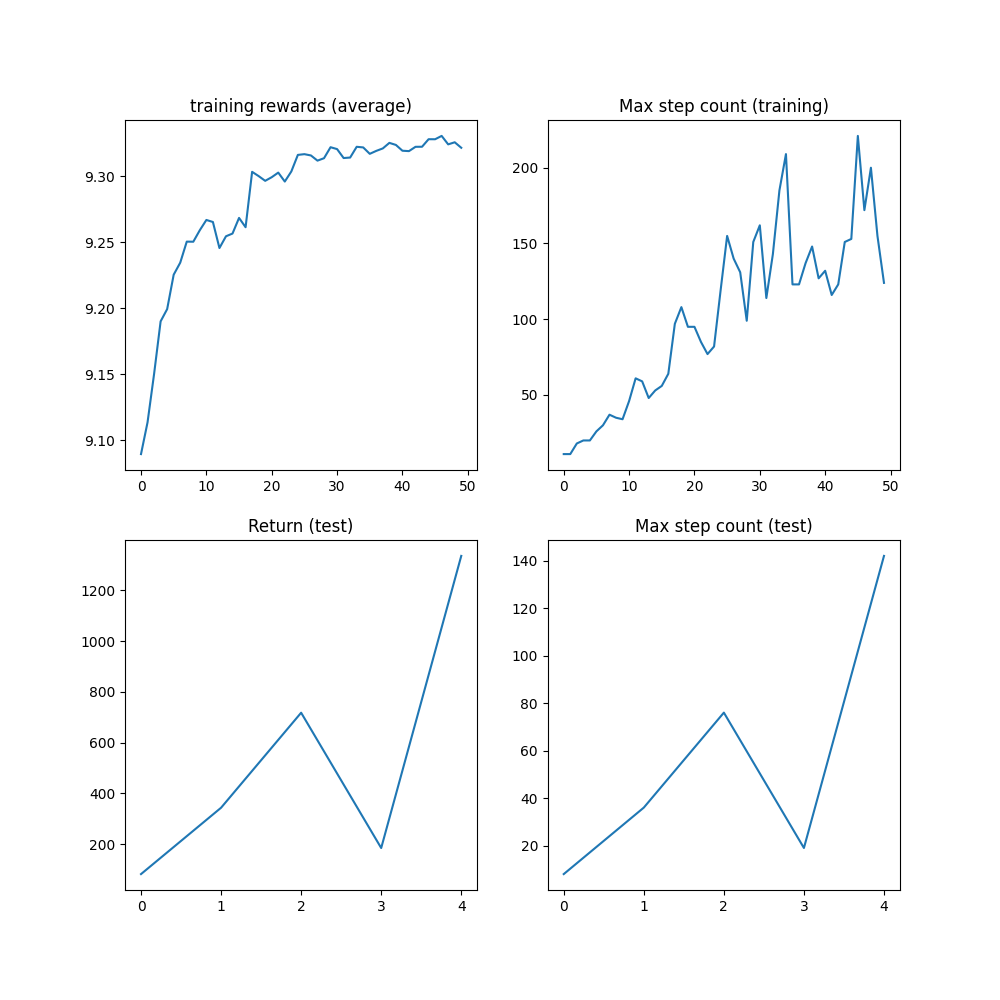 training rewards (average)
9.30
9.25
9.20
9.15
9.10
0 10 20 30 40 50
Max step count (training)
200
150
100
50
0 10 20 30 40 50
Return (test)
1200
1000
800
600
400
200
0 1 2 3 4
Max step count (test)
140
120
100
80
60
40
20
0 1 2 3 4